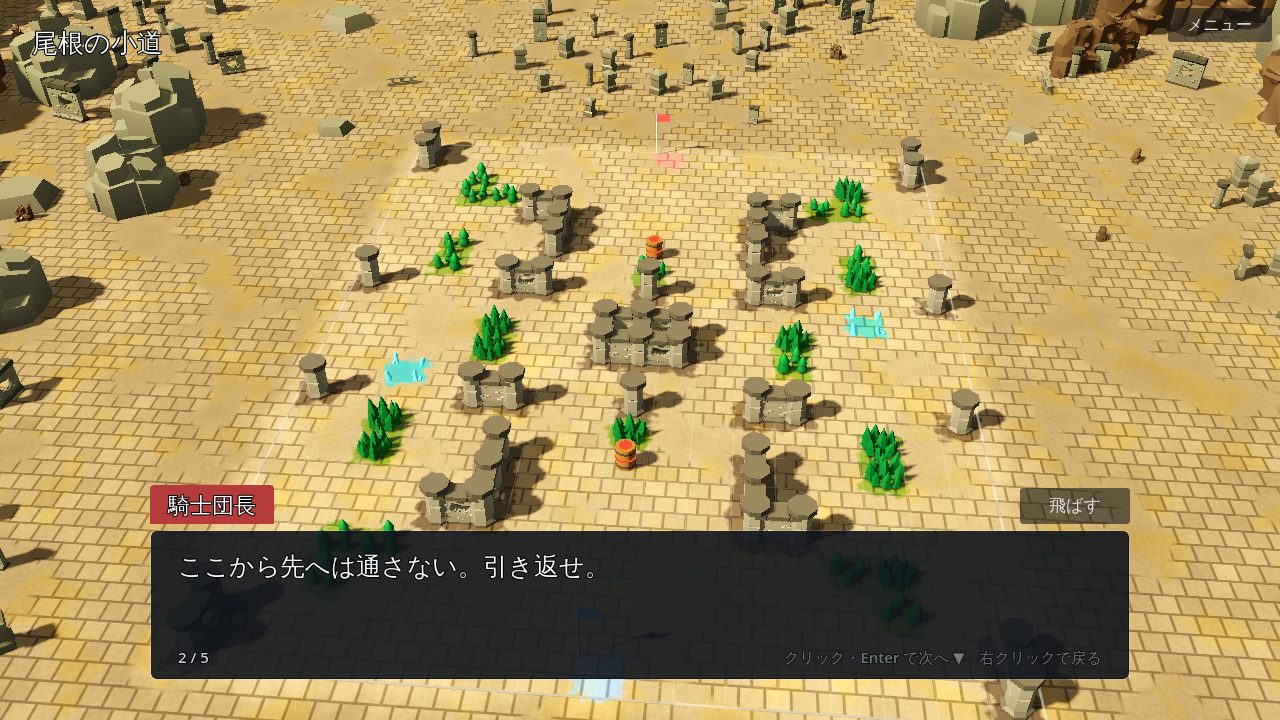 尾根の小道
メニュー
騎士団長
飛ばす
ここから先へは通さない。引き返せ。
2 / 5
クリック・Enter で次へ ▼ 右クリックで戻る